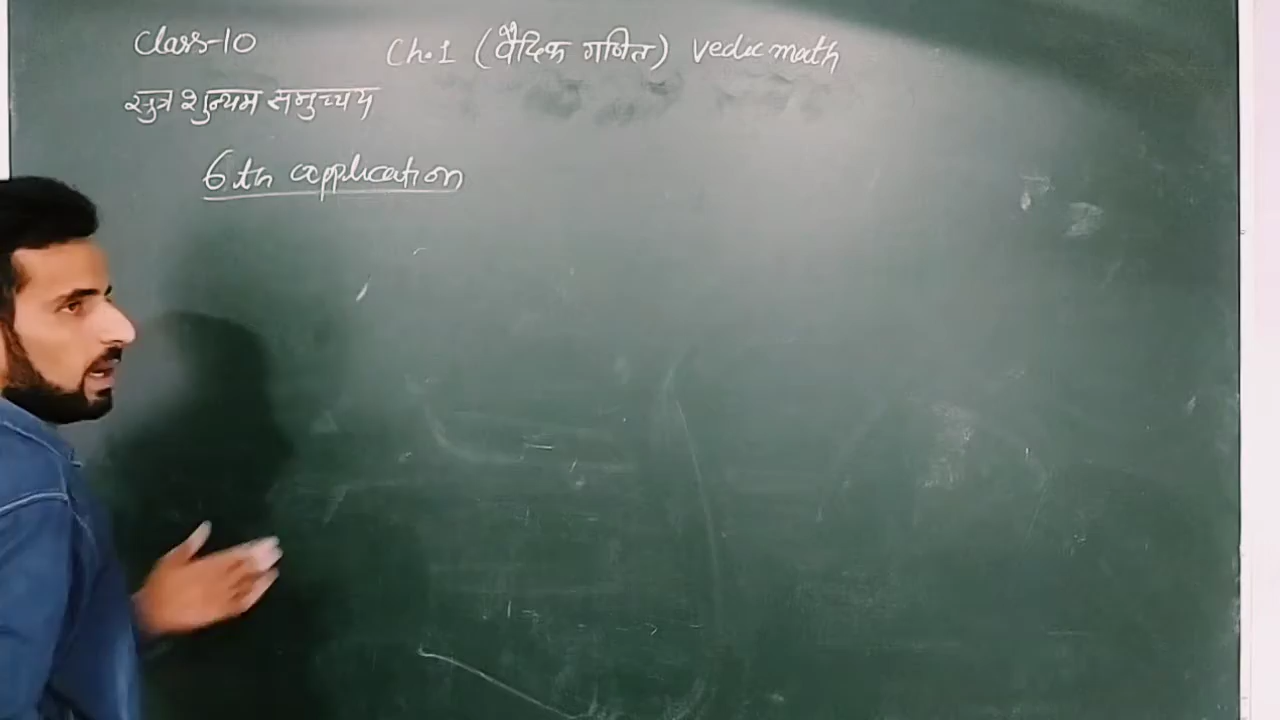 Class-10 Ch.1 (वैदिक गणित) vedic math
सुत्र शुन्यम समुच्चय
6th application